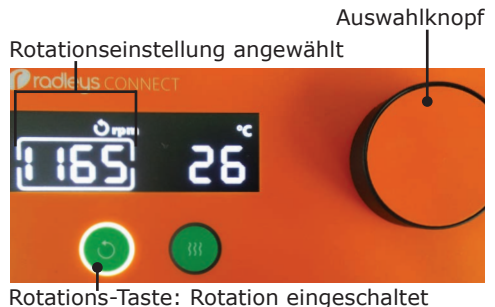 Auswahlknopf
Rotationseinstellung angewählt
radleys CONNECT
rpm °C
1165 26
Rotations-Taste: Rotation eingeschaltet